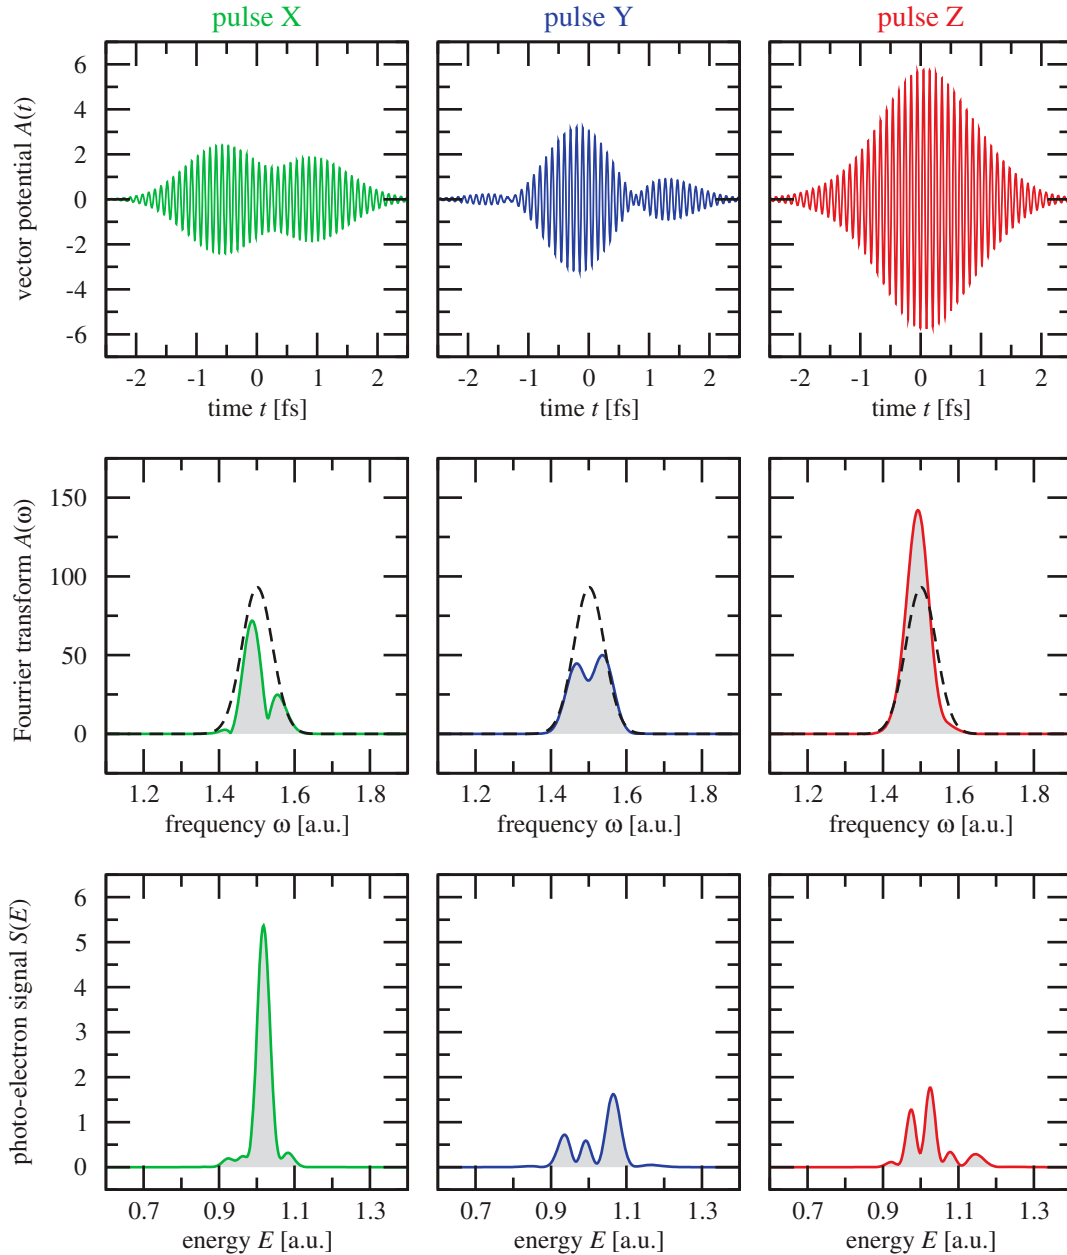 pulse X pulse Y pulse Z
vector potential A(t)
6
4
2
0
-2
-4
-6
-2 -1 0 1 2 -2 -1 0 1 2 -2 -1 0 1 2
time t [fs] time t [fs] time t [fs]
Fourrier transform A(ω)
150
100
50
0
1.2 1.4 1.6 1.8 1.2 1.4 1.6 1.8 1.2 1.4 1.6 1.8
frequency ω [a.u.] frequency ω [a.u.] frequency ω [a.u.]
photo-electron signal S(E)
6
5
4
3
2
1
0
0.7 0.9 1.1 1.3 0.7 0.9 1.1 1.3 0.7 0.9 1.1 1.3
energy E [a.u.] energy E [a.u.] energy E [a.u.]